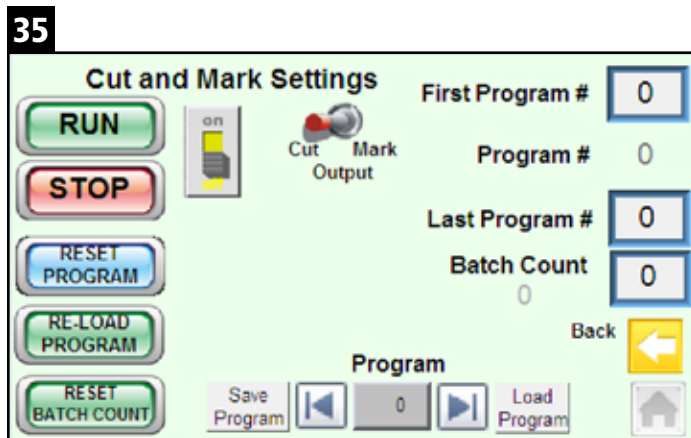 35
Cut and Mark Settings
RUN
STOP
RESET
PROGRAM
RE-LOAD
PROGRAM
RESET
BATCH COUNT
on
off
Cut Mark
Output
First Program # 0
Program # 0
Last Program # 0
Batch Count 0
0
Back
Program
Save
Program
0
Load
Program